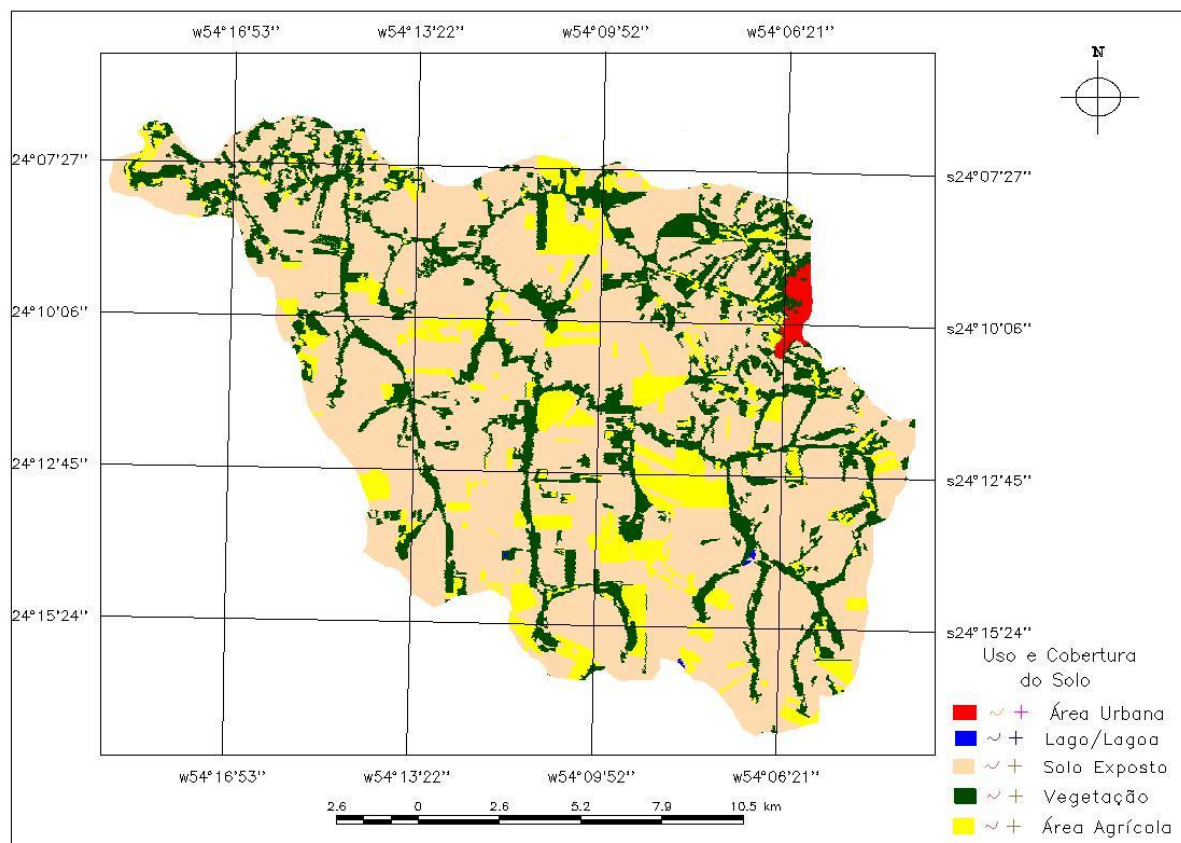 w54°16'53'' w54°13'22'' w54°09'52'' w54°06'21''
N
24°07'27'' s24°07'27''
24°10'06'' s24°10'06''
24°12'45'' s24°12'45''
24°15'24'' s24°15'24''
Uso e Cobertura
do Solo
Área Urbana
Lago/Lagoa
Solo Exposto
Vegetação
Área Agrícola
w54°16'53'' w54°13'22'' w54°09'52'' w54°06'21''
2.6 0 2.6 5.2 7.9 10.5 km